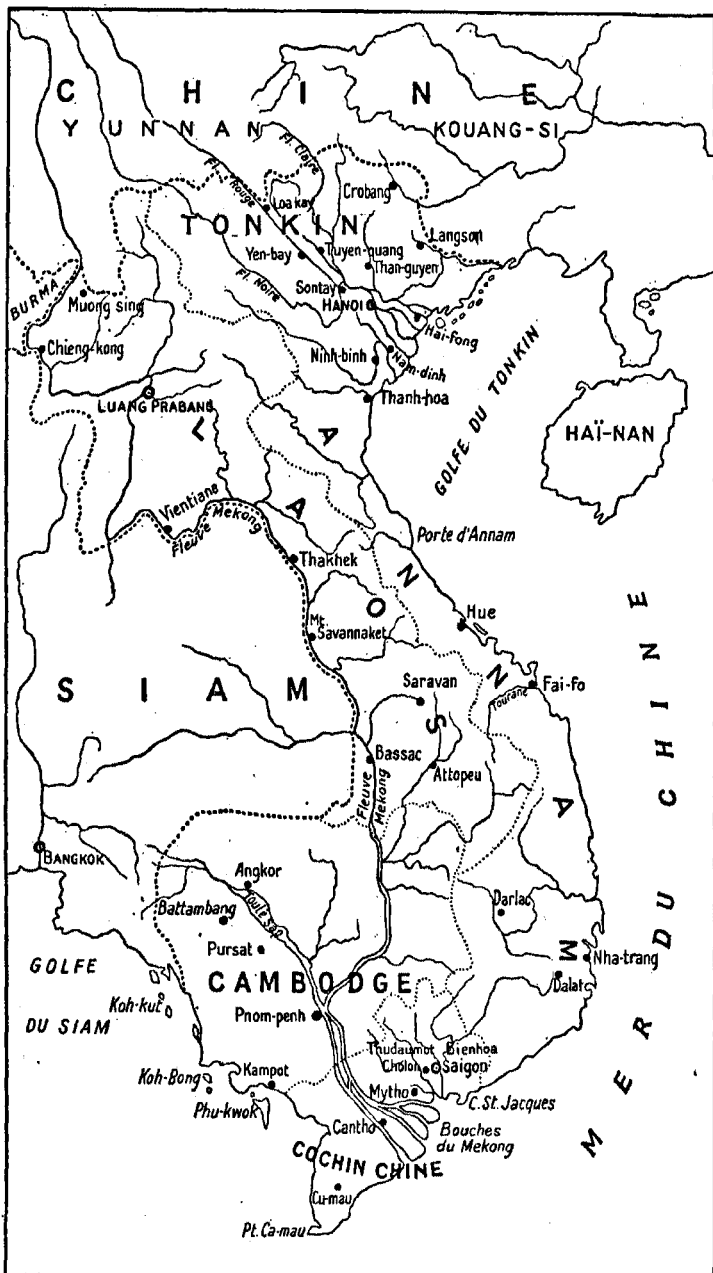 CHINE
YUNNAN
KOUANG-SI
Fl. Claire
Fl. Rouge
Loa kay
Crobang
TONKIN
Langson
Yen-bay
Tuyen-quang
Than-guyen
BURMA
Muong sing
Fl. Noire
Sontay
HANOI
Hai-fong
Chieng-kong
Ninh-binh
Nam-dinh
LUANG PRABANG
Thanh-hoa
GOLFE DU TONKIN
HAÏ-NAN
LAOS
ANNAM
Vientiane
Fleuve Mekong
Porte d'Annam
Thakhek
Hue
Mt.
Savannaket
SIAM
Saravan
Fai-fo
Tourane
Bassac
Attopeu
Fleuve Mekong
MER DU CHINE
BANGKOK
Angkor
Battambang
Toule Sap
Darlac
Pursat
Nha-trang
GOLFE
DU SIAM
CAMBODGE
Dalat
Koh-kut
Pnom-penh
Thudaumot
Bienhoa
Cholon
Saigon
Koh-Bong
Kampot
Mytho
C. St. Jacques
Phu-kwok
Cantho
Bouches
du Mekong
COCHIN CHINE
Cu-mau
Pt. Ca-mau